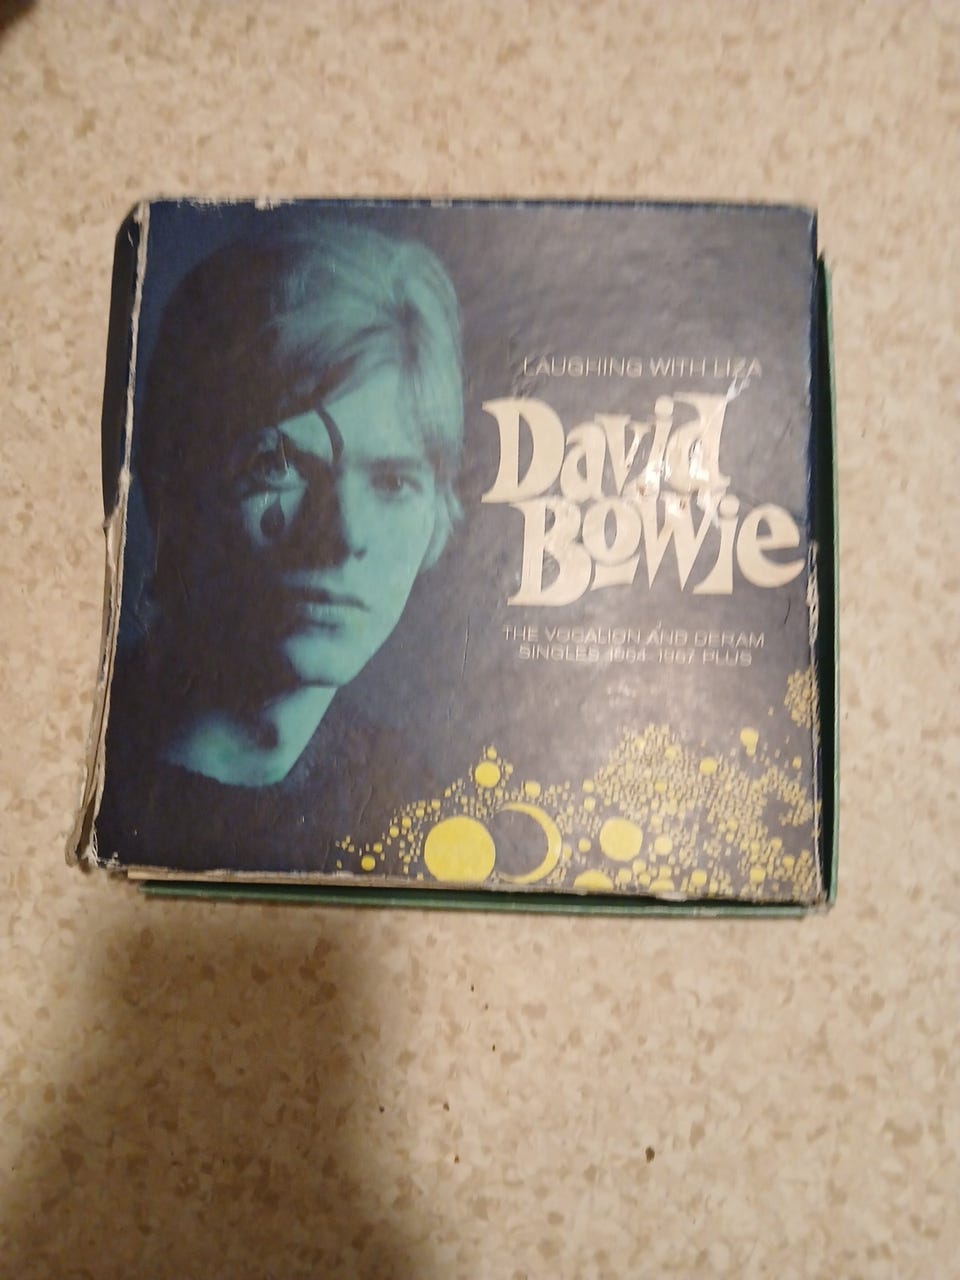 LAUGHING WITH LIZA
David
Bowie
THE VOCALION AND DERAM
SINGLES 1964-1967 PLUS